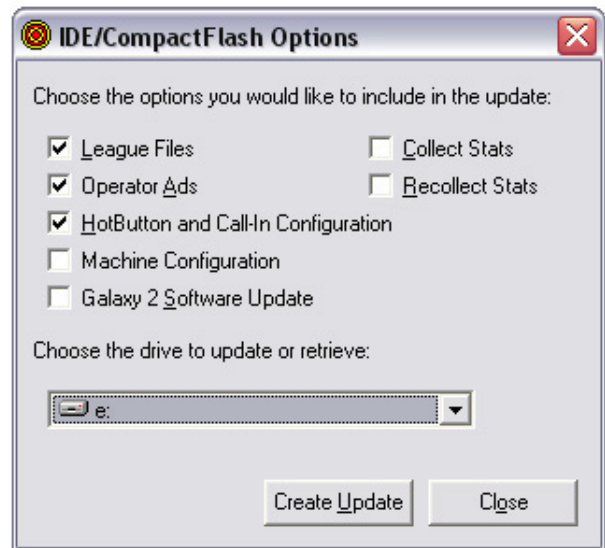 IDE/CompactFlash Options
Choose the options you would like to include in the update:
League Files
Collect Stats
Operator Ads
Recollect Stats
HotButton and Call-In Configuration
Machine Configuration
Galaxy 2 Software Update
Choose the drive to update or retrieve:
e:
Create Update
Close